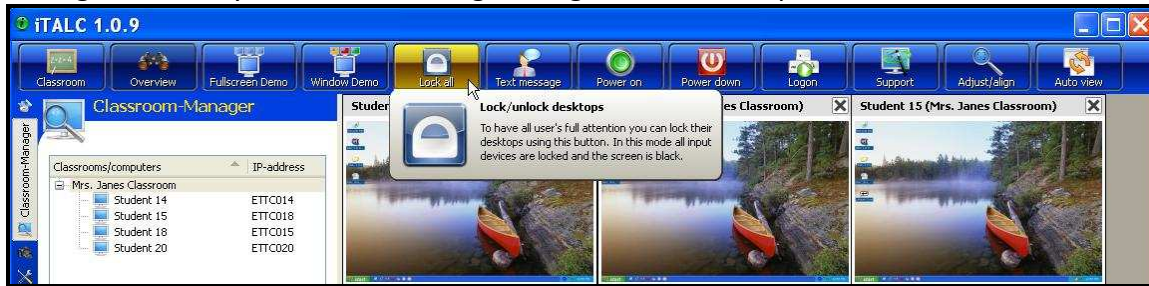 iTALC 1.0.9
Classroom Overview Fullscreen Demo Window Demo Lock all Text message Power on Power down Logon Support Adjust/align Auto view
Classroom-Manager
Classroom-Manager
Classrooms/computers IP-address
Mrs. Janes Classroom
Student 14 ETTC014
Student 15 ETTC018
Student 18 ETTC015
Student 20 ETTC020
Lock/unlock desktops
To have all user's full attention you can lock their
desktops using this button. In this mode all input
devices are locked and the screen is black.
Classroom)
Student 15 (Mrs. Janes Classroom)